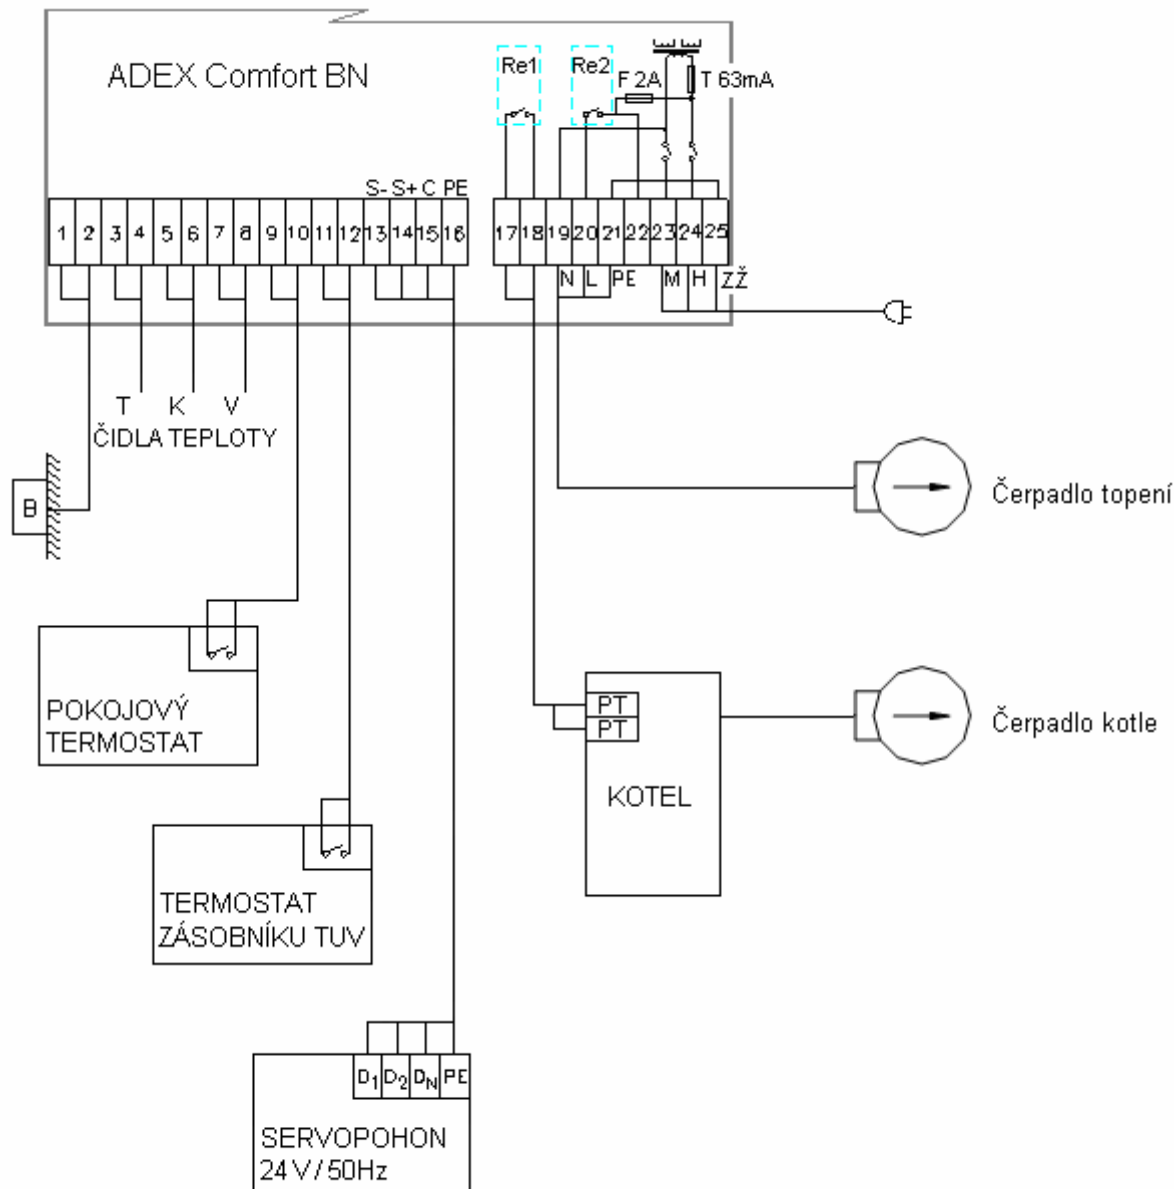 ADEX Comfort BN
Re1 Re2
F 2A T 63mA
S- S+ C PE
1 2 3 4 5 6 7 8 9 10 11 12 13 14 15 16 17 18 19 20 21 22 23 24 25
N L PE M H ZŽ
T K V
ČIDLA TEPLOTY
B
Čerpadlo topení
POKOJOVÝ
TERMOSTAT
PT
PT
KOTEL
Čerpadlo kotle
TERMOSTAT
ZÁSOBNÍKU TUV
D1 D2 DN PE
SERVOPOHON
24 V / 50Hz